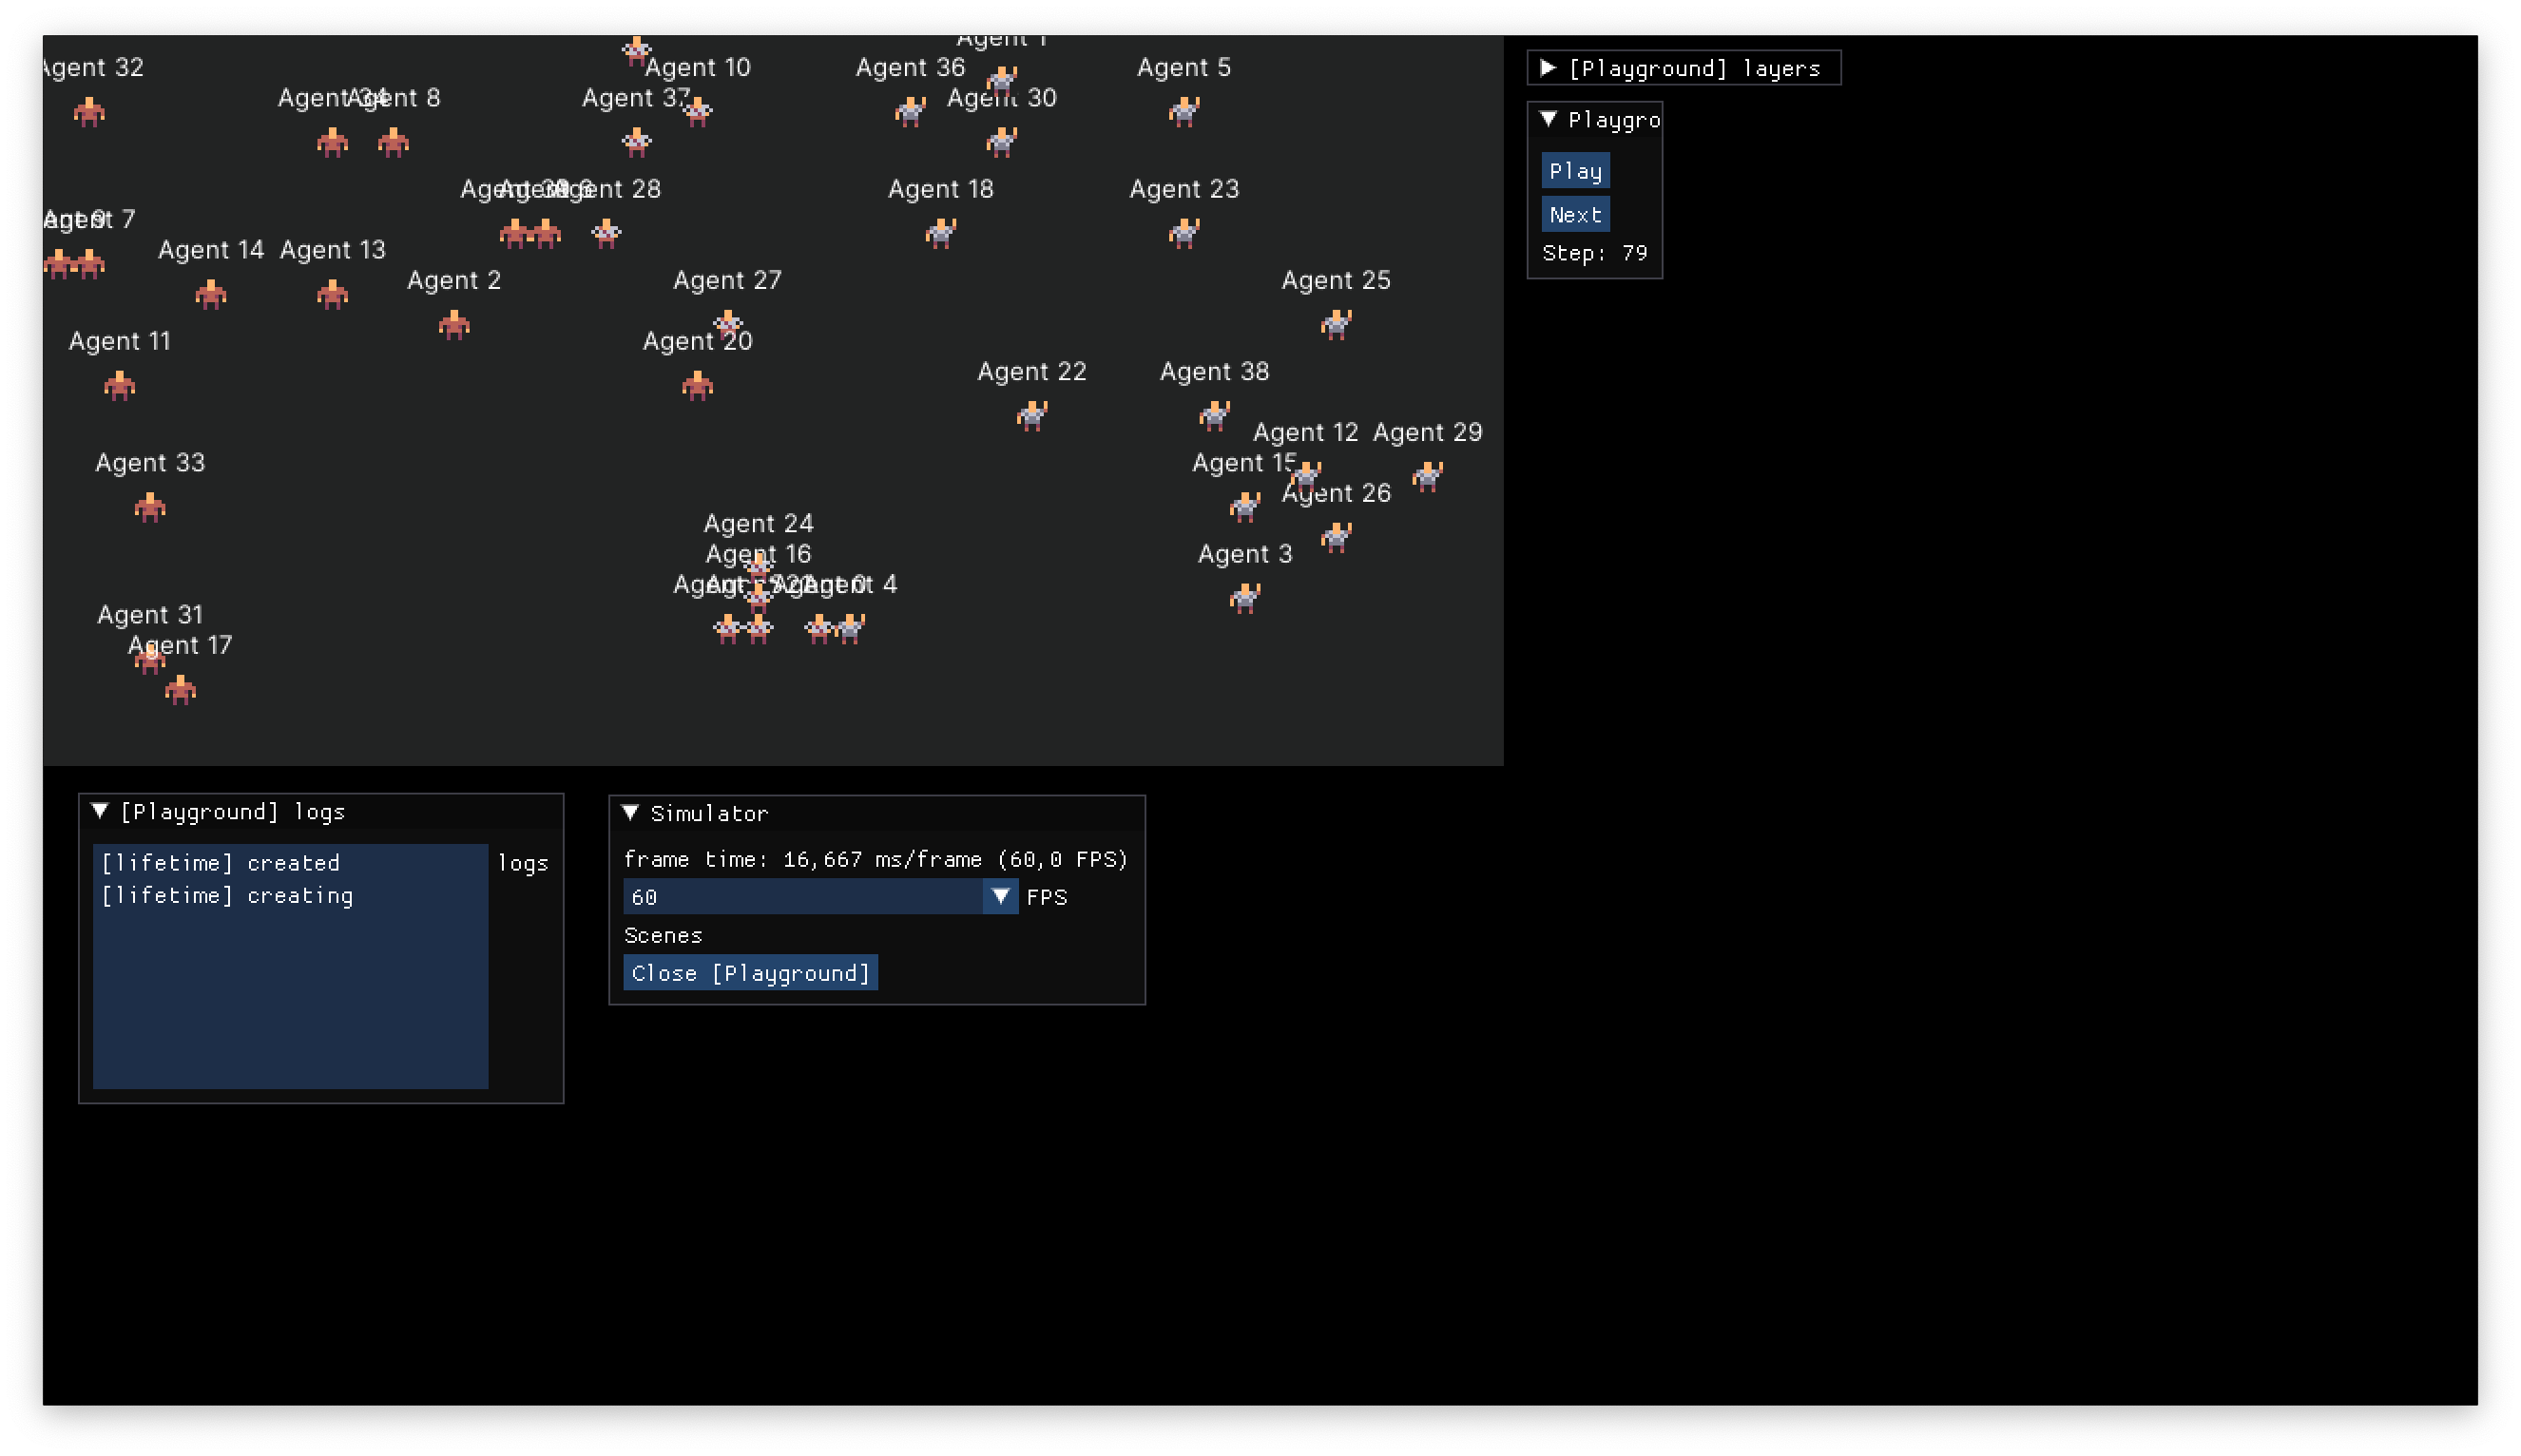 Agent 1
Agent 32
Agent 10
Agent 36
Agent 5
Agent 8
Agent 37
Agent 30
Agent 28
Agent 18
Agent 23
Agent 7
Agent 14
Agent 13
Agent 2
Agent 27
Agent 25
Agent 11
Agent 20
Agent 22
Agent 38
Agent 12
Agent 29
Agent 33
Agent 15
Agent 26
Agent 24
Agent 16
Agent 3
Agent 4
Agent 31
Agent 17
[Playground] layers
Playgro
Play
Next
Step: 79
[Playground] logs
[lifetime] created
[lifetime] creating
logs
Simulator
frame time: 16,667 ms/frame (60,0 FPS)
60
FPS
Scenes
Close [Playground]